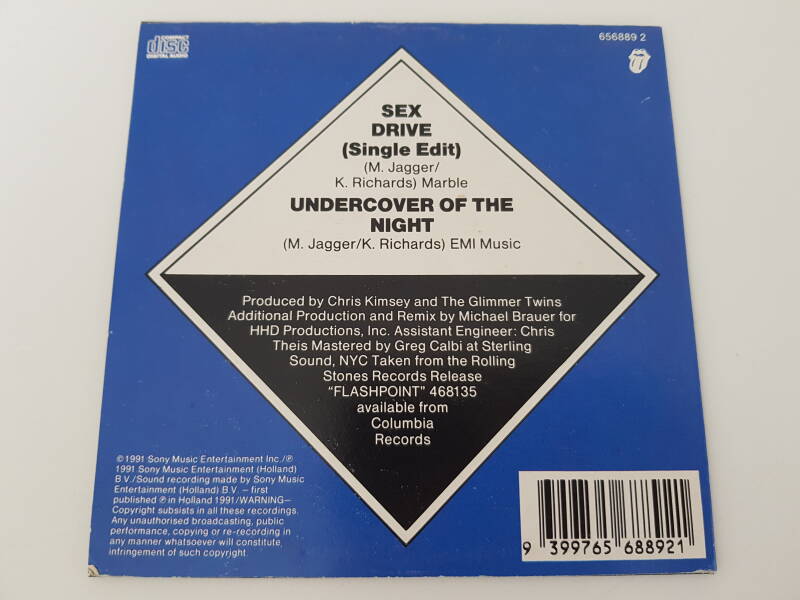 COMPACT
disc
DIGITAL AUDIO
656889 2
SEX
DRIVE
(Single Edit)
(M. Jagger/
K. Richards) Marble
UNDERCOVER OF THE
NIGHT
(M. Jagger/K. Richards) EMI Music
Produced by Chris Kimsey and The Glimmer Twins
Additional Production and Remix by Michael Brauer for
HHD Productions, Inc. Assistant Engineer: Chris
Theis Mastered by Greg Calbi at Sterling
Sound, NYC Taken from the Rolling
Stones Records Release
“FLASHPOINT” 468135
available from
Columbia
Records
©1991 Sony Music Entertainment Inc./℗
1991 Sony Music Entertainment (Holland)
B.V./Sound recording made by Sony Music
Entertainment (Holland) B.V. – first
published ℗ in Holland 1991/WARNING–
Copyright subsists in all these recordings.
Any unauthorised broadcasting, public
performance, copying or re-recording in
any manner whatsoever will constitute
infringement of such copyright.
9 399765 688921